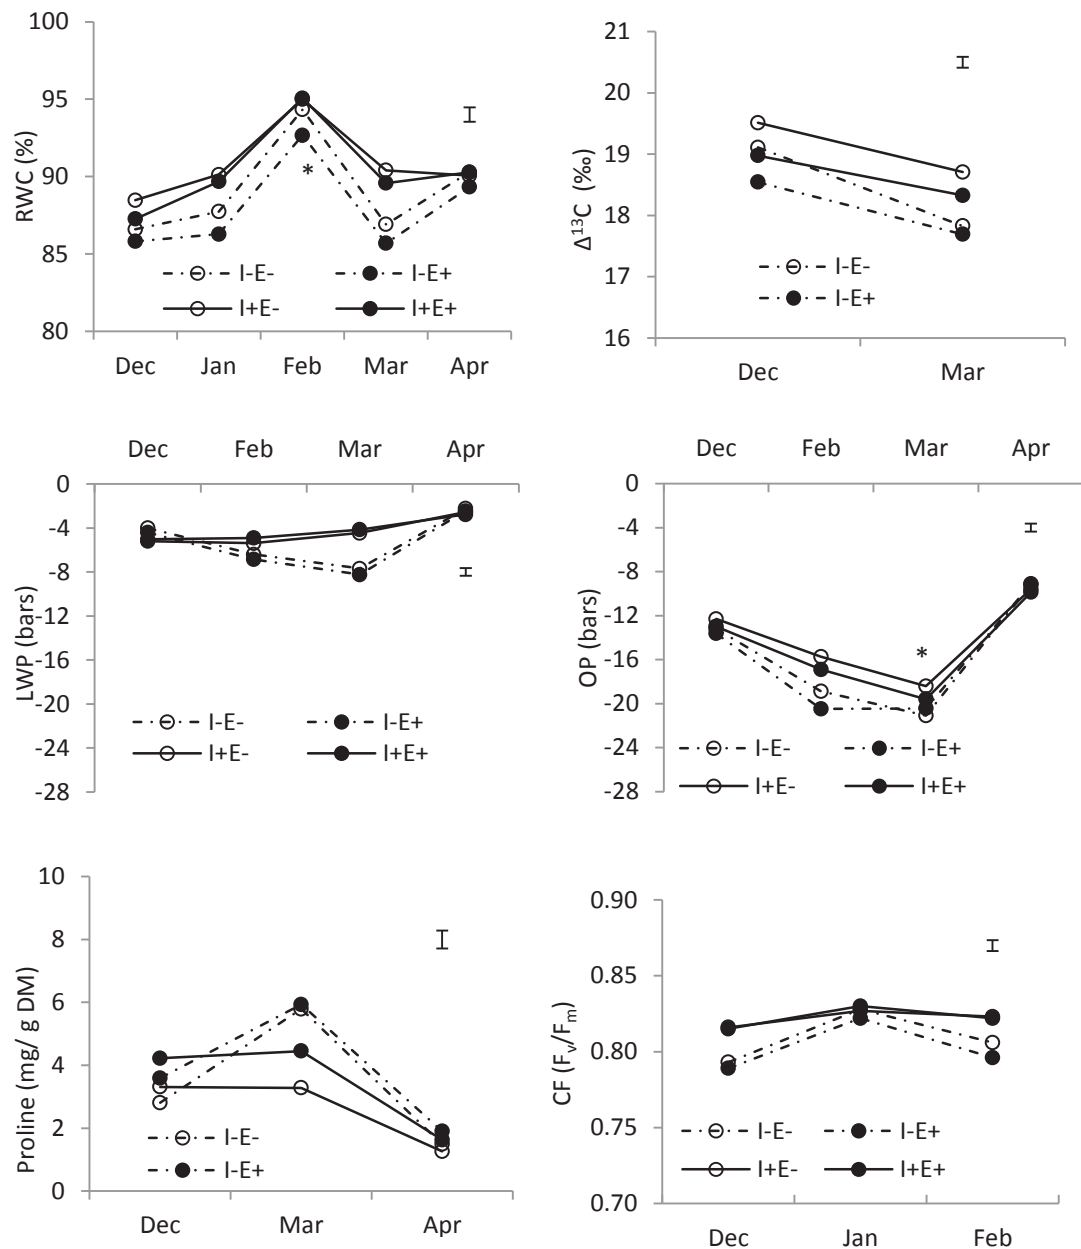 100
95
90
85
80
RWC (%)
*
I-E-
I-E+
I+E-
I+E+
Dec Jan Feb Mar Apr
21
20
19
18
17
16
Δ¹³C (‰)
I-E-
I-E+
Dec Mar
Dec Feb Mar Apr
0
-4
-8
-12
-16
-20
-24
-28
LWP (bars)
I-E-
I-E+
I+E-
I+E+
Dec Feb Mar Apr
0
-4
-8
-12
-16
-20
-24
-28
OP (bars)
*
I-E-
I-E+
I+E-
I+E+
10
8
6
4
2
0
Proline (mg/ g DM)
I-E-
I-E+
Dec Mar Apr
0.90
0.85
0.80
0.75
0.70
CF (Fᵥ/Fₘ)
I-E-
I-E+
I+E-
I+E+
Dec Jan Feb